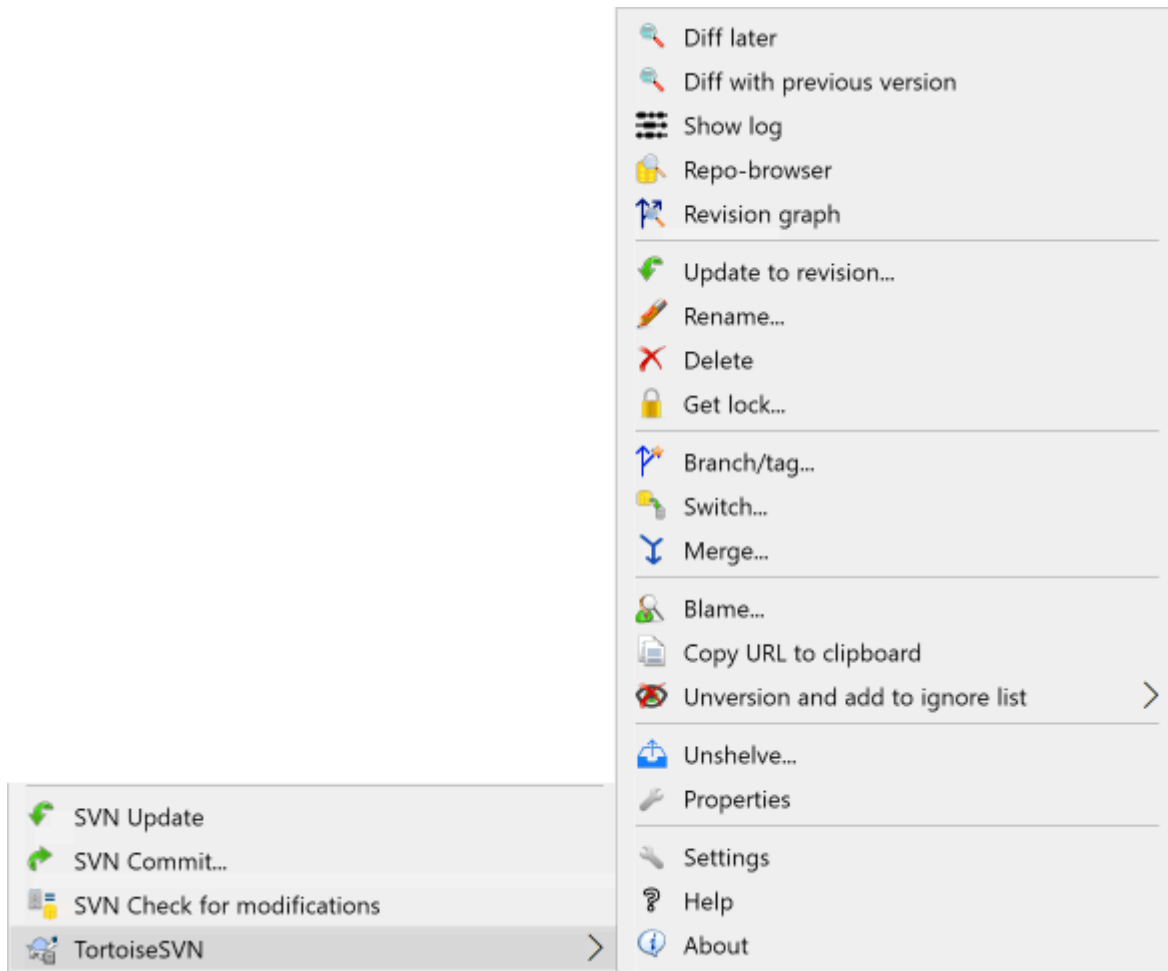 Diff later
Diff with previous version
Show log
Repo-browser
Revision graph
Update to revision...
Rename...
Delete
Get lock...
Branch/tag...
Switch...
Merge...
Blame...
Copy URL to clipboard
Unversion and add to ignore list
Unshelve...
Properties
Settings
Help
About
SVN Update
SVN Commit...
SVN Check for modifications
TortoiseSVN